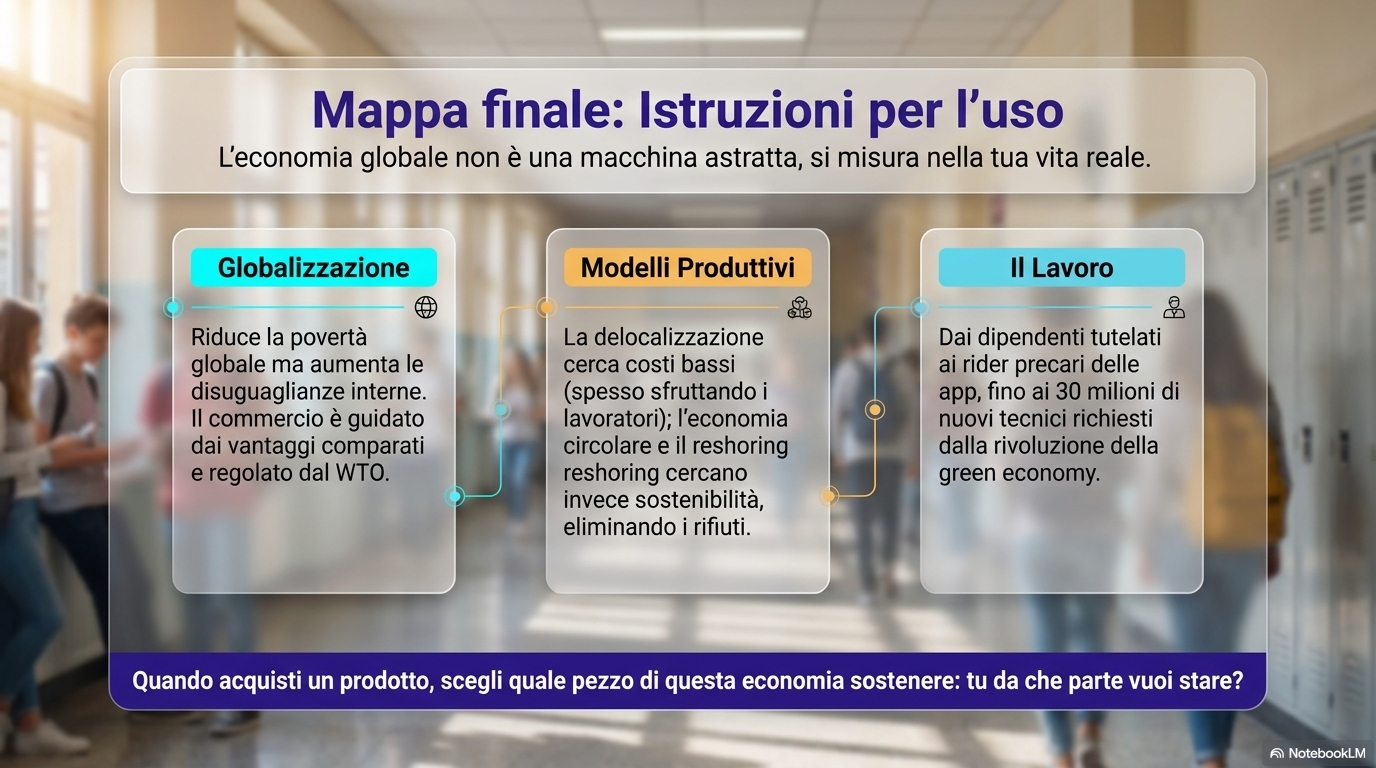 Mappa finale: Istruzioni per l'uso
L'economia globale non è una macchina astratta, si misura nella tua vita reale.
Globalizzazione
Riduce la povertà
globale ma aumenta le
disuguaglianze interne.
Il commercio è guidato
dai vantaggi comparati
e regolato dal WTO.
Modelli Produttivi
La delocalizzazione
cerca costi bassi
(spesso sfruttando i
lavoratori); l'economia
circolare e il reshoring
reshoring cercano
invece sostenibilità,
eliminando i rifiuti.
Il Lavoro
Dai dipendenti tutelati
ai rider precari delle
app, fino ai 30 milioni di
nuovi tecnici richiesti
dalla rivoluzione della
green economy.
Quando acquisti un prodotto, scegli quale pezzo di questa economia sostenere: tu da che parte vuoi stare?
NotebookLM